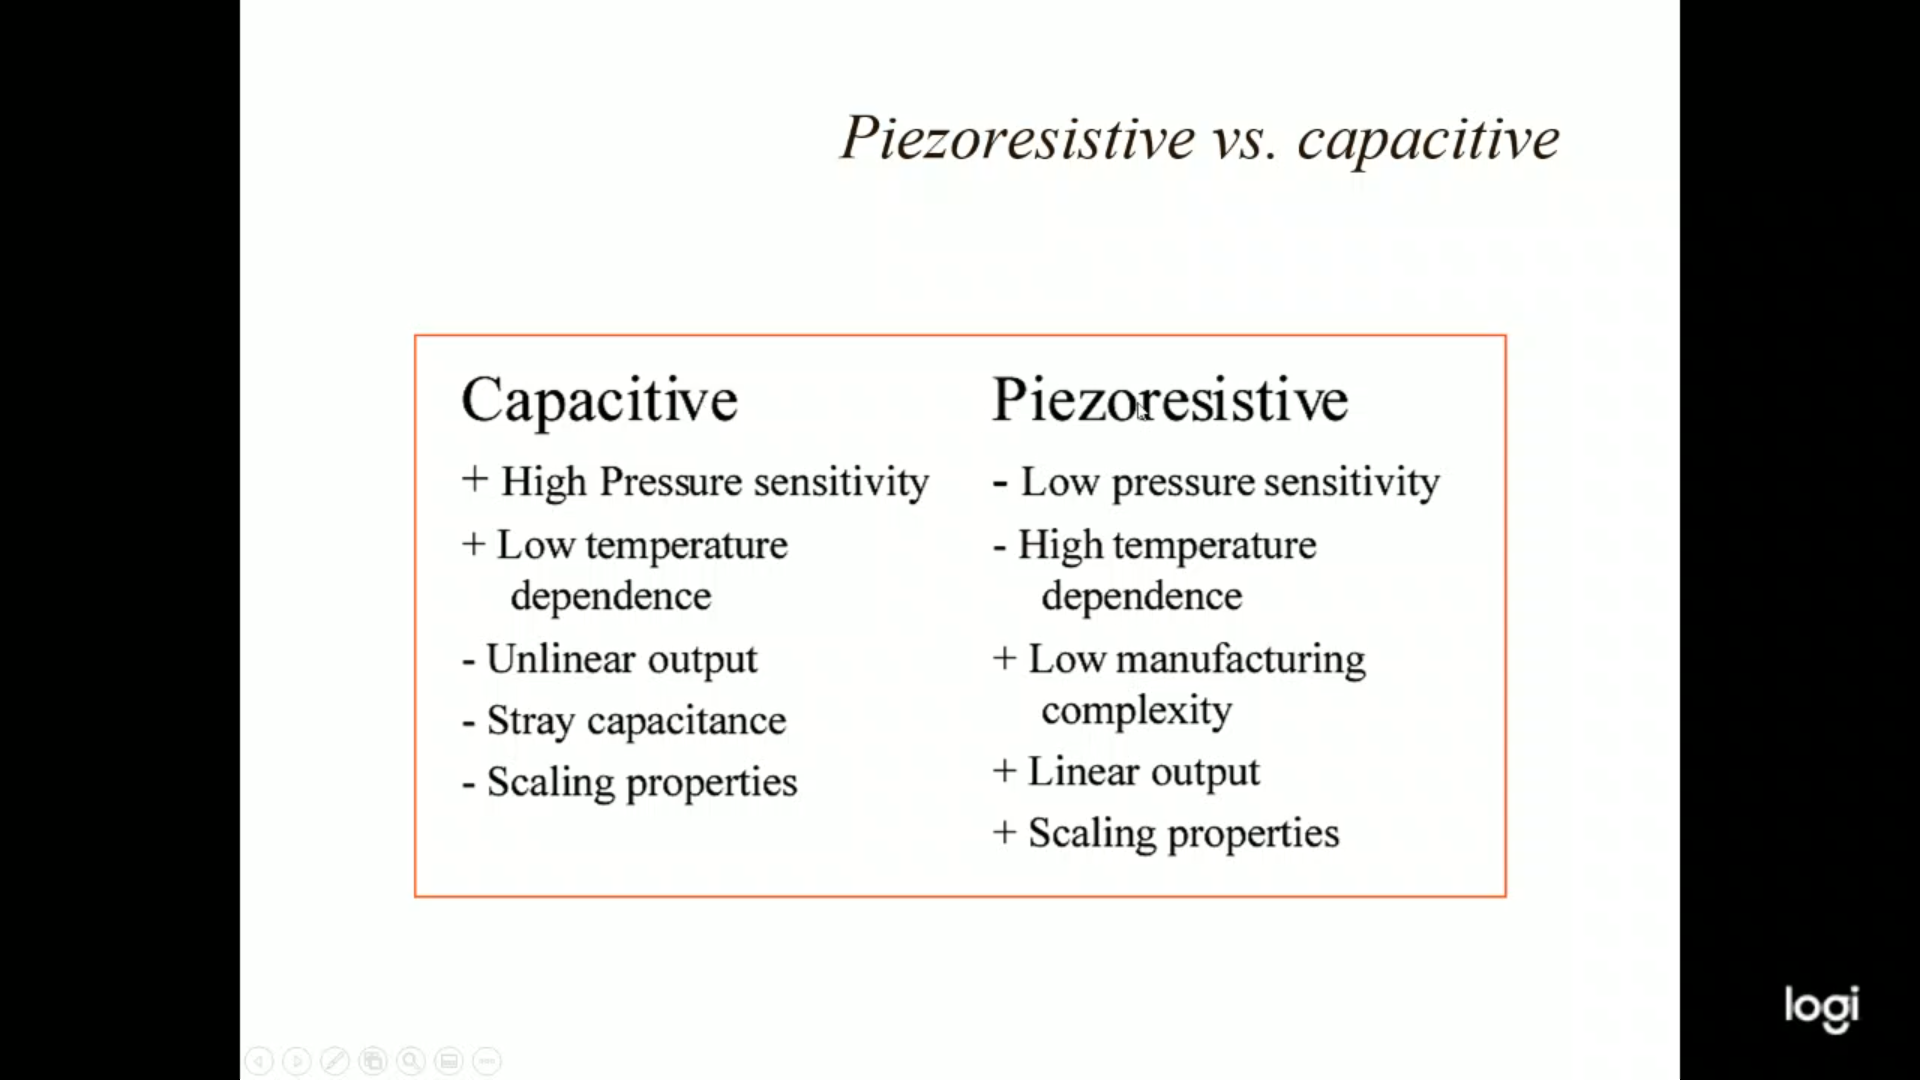 Piezoresistive vs. capacitive
Capacitive
+ High Pressure sensitivity
+ Low temperature
dependence
- Unlinear output
- Stray capacitance
- Scaling properties
Piezoresistive
- Low pressure sensitivity
- High temperature
dependence
+ Low manufacturing
complexity
+ Linear output
+ Scaling properties
logi